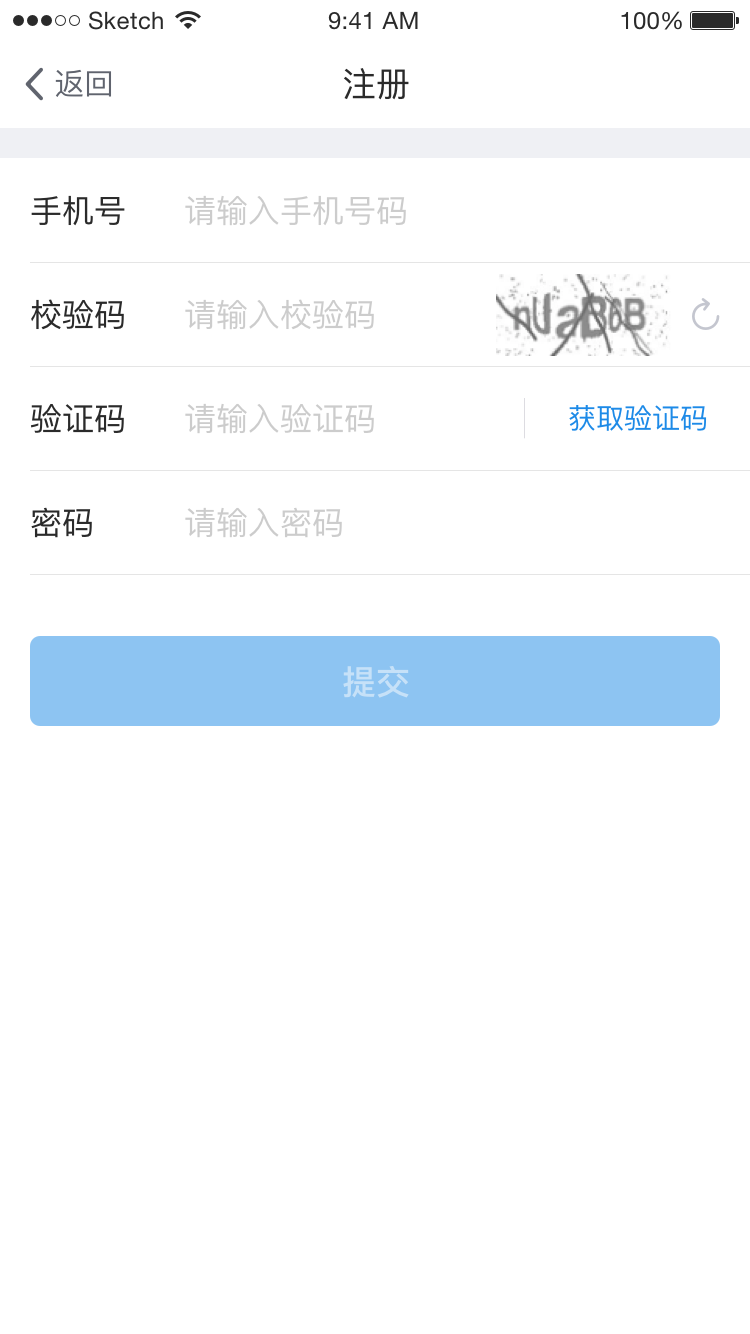 Sketch 9:41 AM 100%
返回 注册
手机号 请输入手机号码
校验码 请输入校验码
验证码 请输入验证码 获取验证码
密码 请输入密码
提交